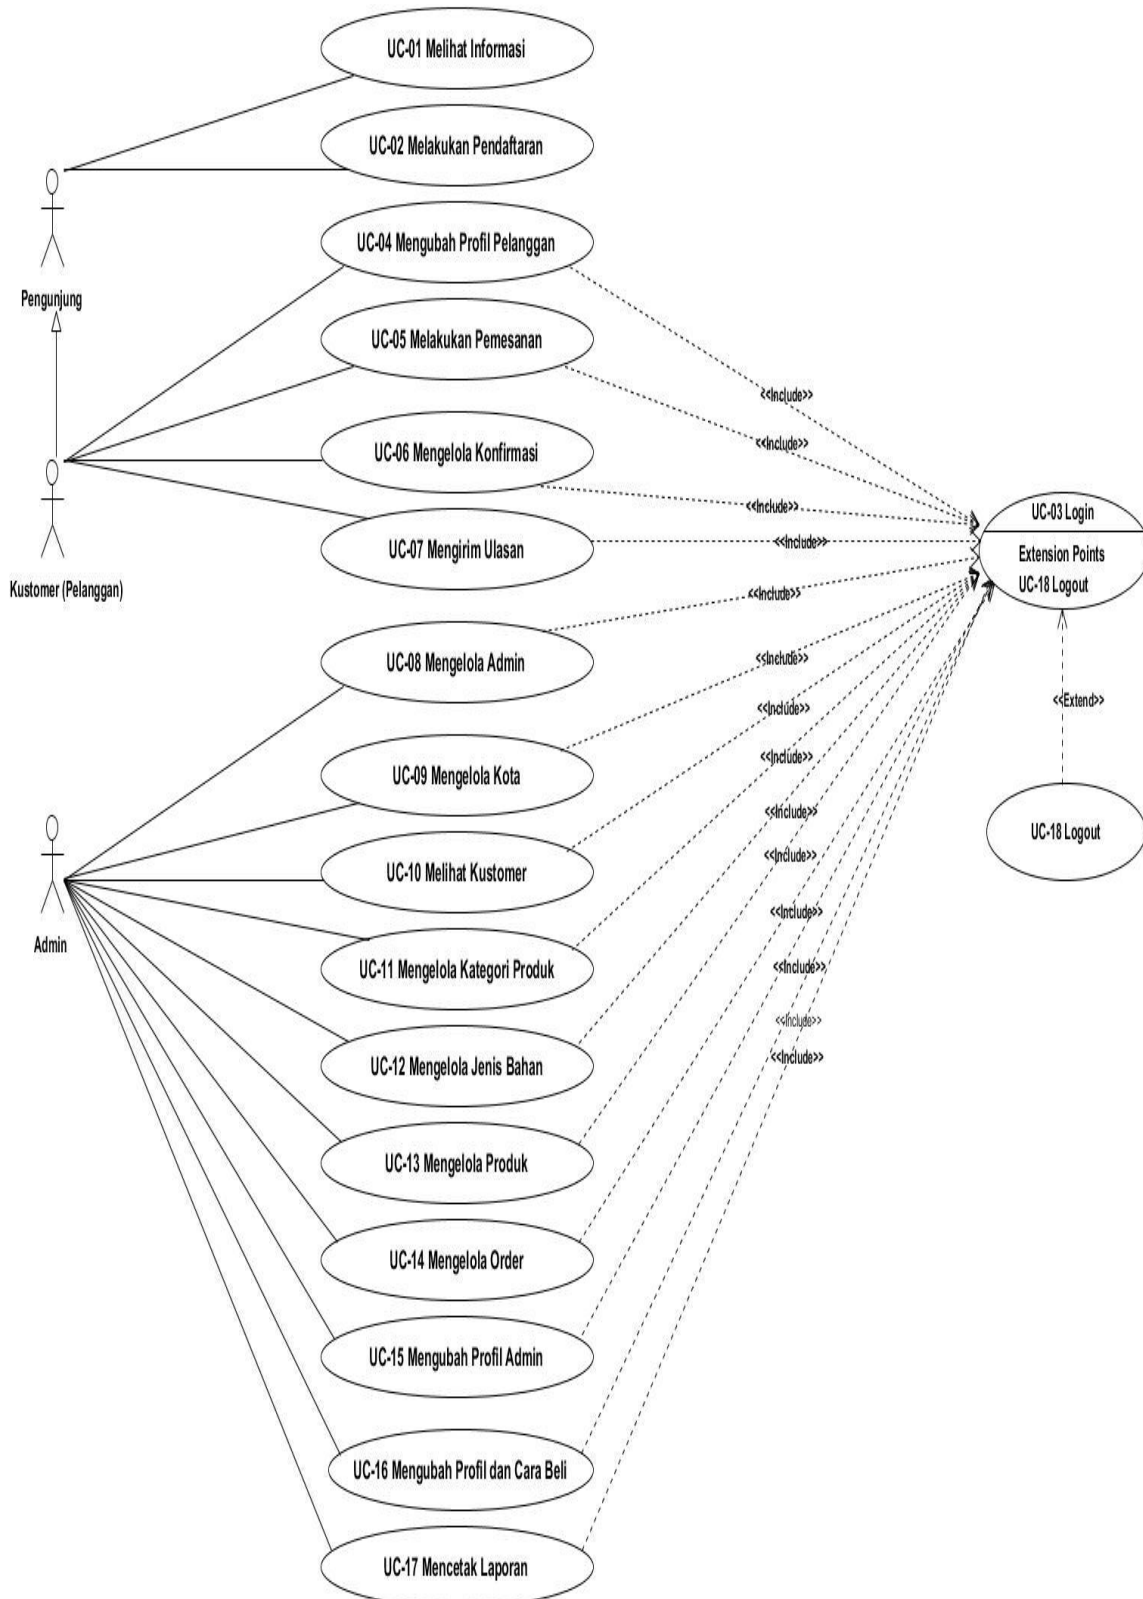 UC-01 Melihat Informasi
UC-02 Melakukan Pendaftaran
Pengunjung
UC-04 Mengubah Profil Pelanggan
UC-05 Melakukan Pemesanan
<<Include>>
<<Include>>
UC-06 Mengelola Konfirmasi
Kustomer (Pelanggan)
<<Include>>
UC-07 Mengirim Ulasan
<<Include>>
UC-03 Login
Extension Points
UC-18 Logout
<<Include>>
UC-08 Mengelola Admin
<<Include>>
<<Extend>>
<<Include>>
UC-09 Mengelola Kota
<<Include>>
<<Include>>
UC-18 Logout
<<Include>>
UC-10 Melihat Kustomer
<<Include>>
Admin
UC-11 Mengelola Kategori Produk
<<Include>>
<<Include>>
<<Include>>
UC-12 Mengelola Jenis Bahan
UC-13 Mengelola Produk
UC-14 Mengelola Order
UC-15 Mengubah Profil Admin
UC-16 Mengubah Profil dan Cara Beli
UC-17 Mencetak Laporan